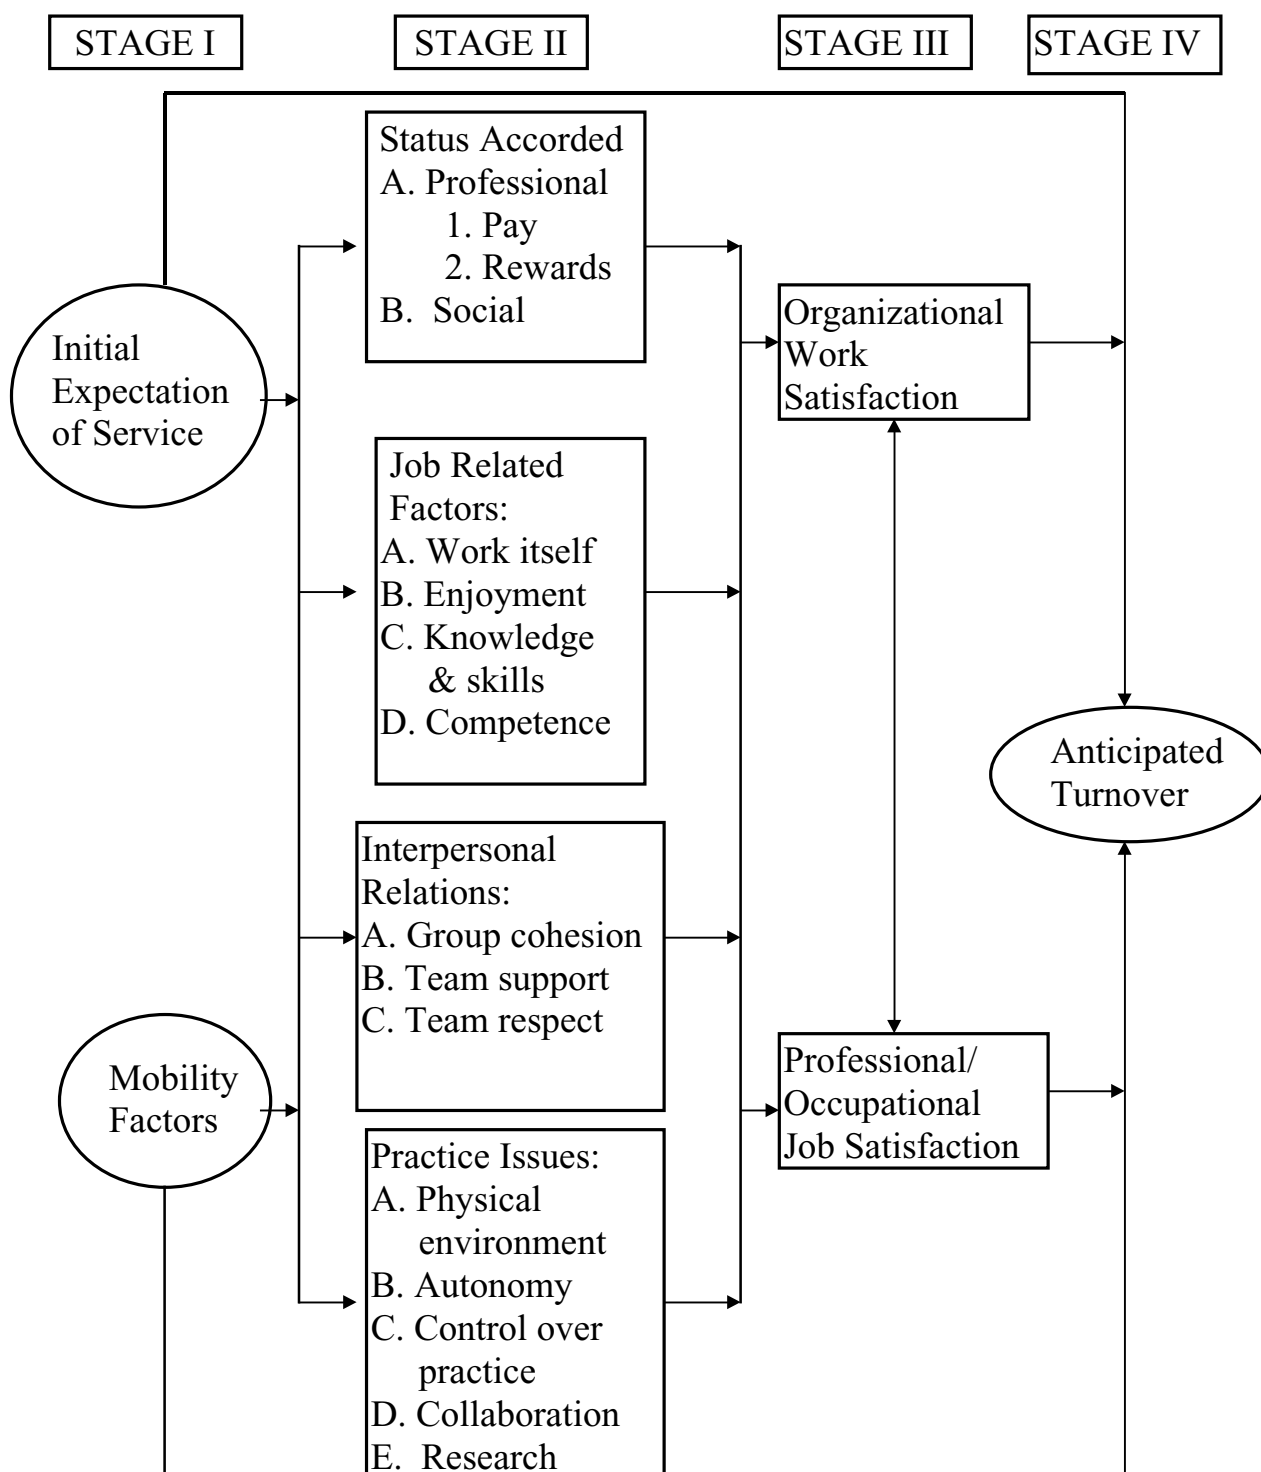 STAGE I
STAGE II
STAGE III
STAGE IV
Initial
Expectation
of Service
Mobility
Factors
Status Accorded
A. Professional
1. Pay
2. Rewards
B. Social
Job Related
Factors:
A. Work itself
B. Enjoyment
C. Knowledge
& skills
D. Competence
Interpersonal
Relations:
A. Group cohesion
B. Team support
C. Team respect
Practice Issues:
A. Physical
environment
B. Autonomy
C. Control over
practice
D. Collaboration
E. Research
Organizational
Work
Satisfaction
Professional/
Occupational
Job Satisfaction
Anticipated
Turnover